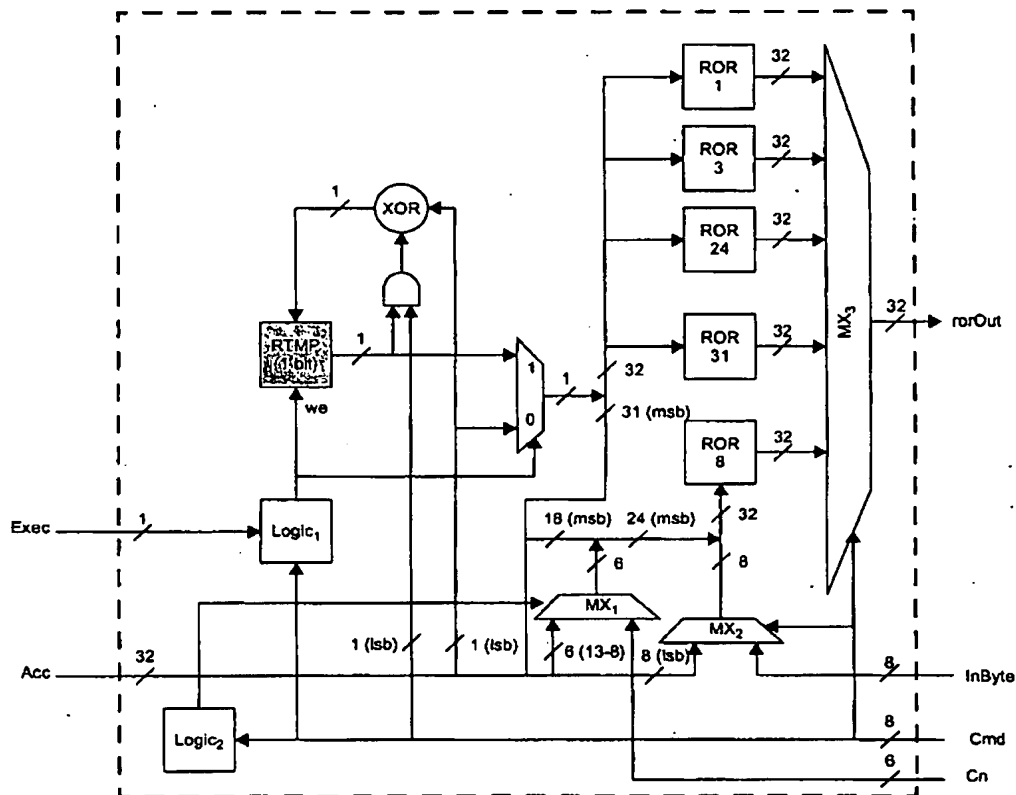 ROR
1
32
ROR
3
32
ROR
24
32
ROR
31
32
ROR
8
32
MX3
32
rorOut
1
XOR
RTMP
(1 bit)
1
we
1
0
1
32
31 (msb)
Exec
1
Logic1
18 (msb)
24 (msb)
32
6
8
MX1
MX2
1 (lsb)
1 (lsb)
6 (13-8)
8 (lsb)
Acc
32
8
InByte
Logic2
8
Cmd
6
Cn